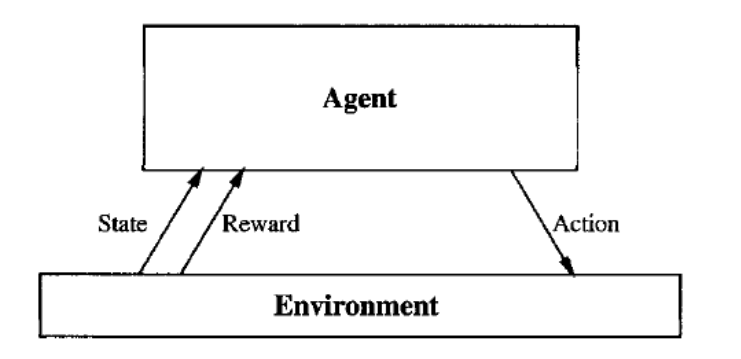 Agent
State
Reward
Action
Environment